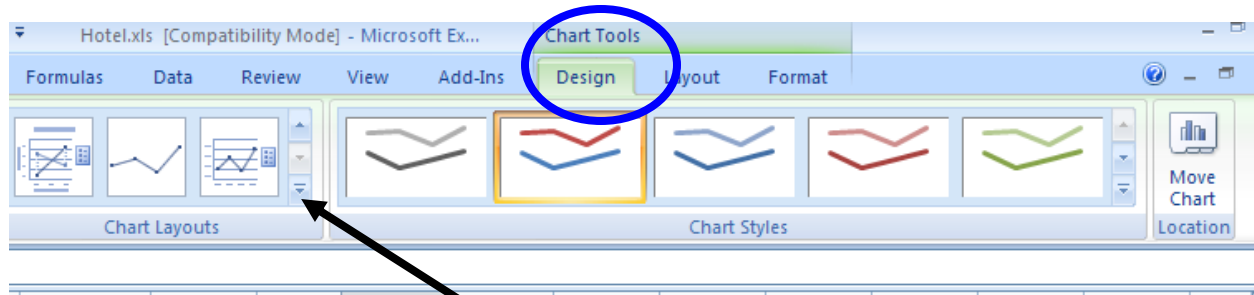 Hotel.xls [Compatibility Mode] - Microsoft Ex... Chart Tools
Formulas Data Review View Add-Ins Design Layout Format
Move
Chart
Chart Layouts Chart Styles Location